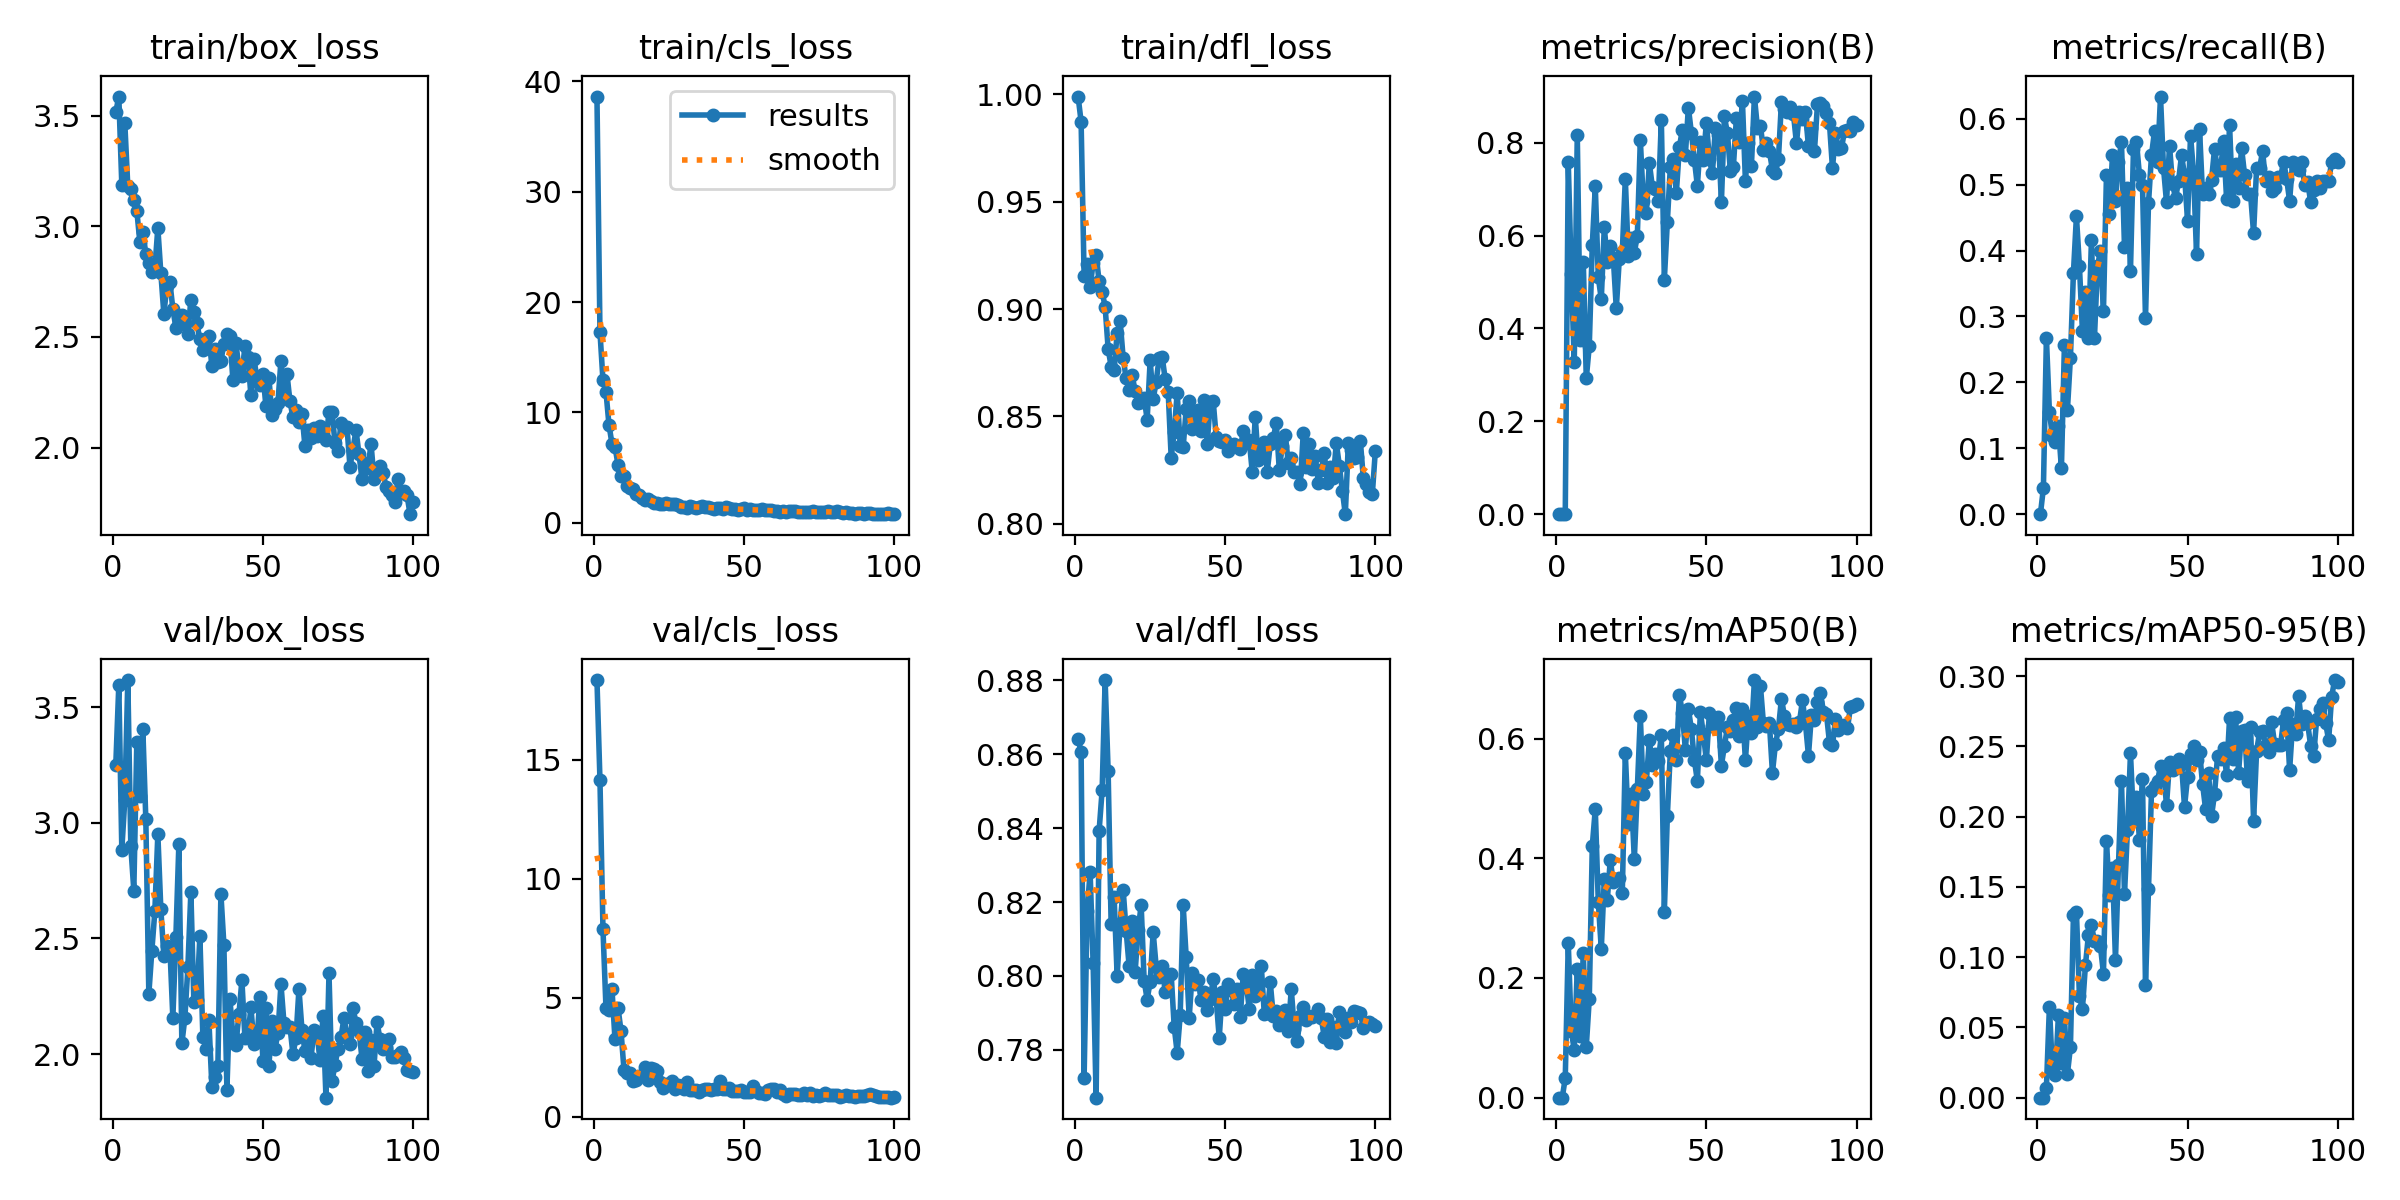 train/box_loss
3.5
3.0
2.5
2.0
0 50 100
train/cls_loss
results
smooth
40
30
20
10
0
0 50 100
train/dfl_loss
1.00
0.95
0.90
0.85
0.80
0 50 100
metrics/precision(B)
0.8
0.6
0.4
0.2
0.0
0 50 100
metrics/recall(B)
0.6
0.5
0.4
0.3
0.2
0.1
0.0
0 50 100
val/box_loss
3.5
3.0
2.5
2.0
0 50 100
val/cls_loss
15
10
5
0
0 50 100
val/dfl_loss
0.88
0.86
0.84
0.82
0.80
0.78
0 50 100
metrics/mAP50(B)
0.6
0.4
0.2
0.0
0 50 100
metrics/mAP50-95(B)
0.30
0.25
0.20
0.15
0.10
0.05
0.00
0 50 100